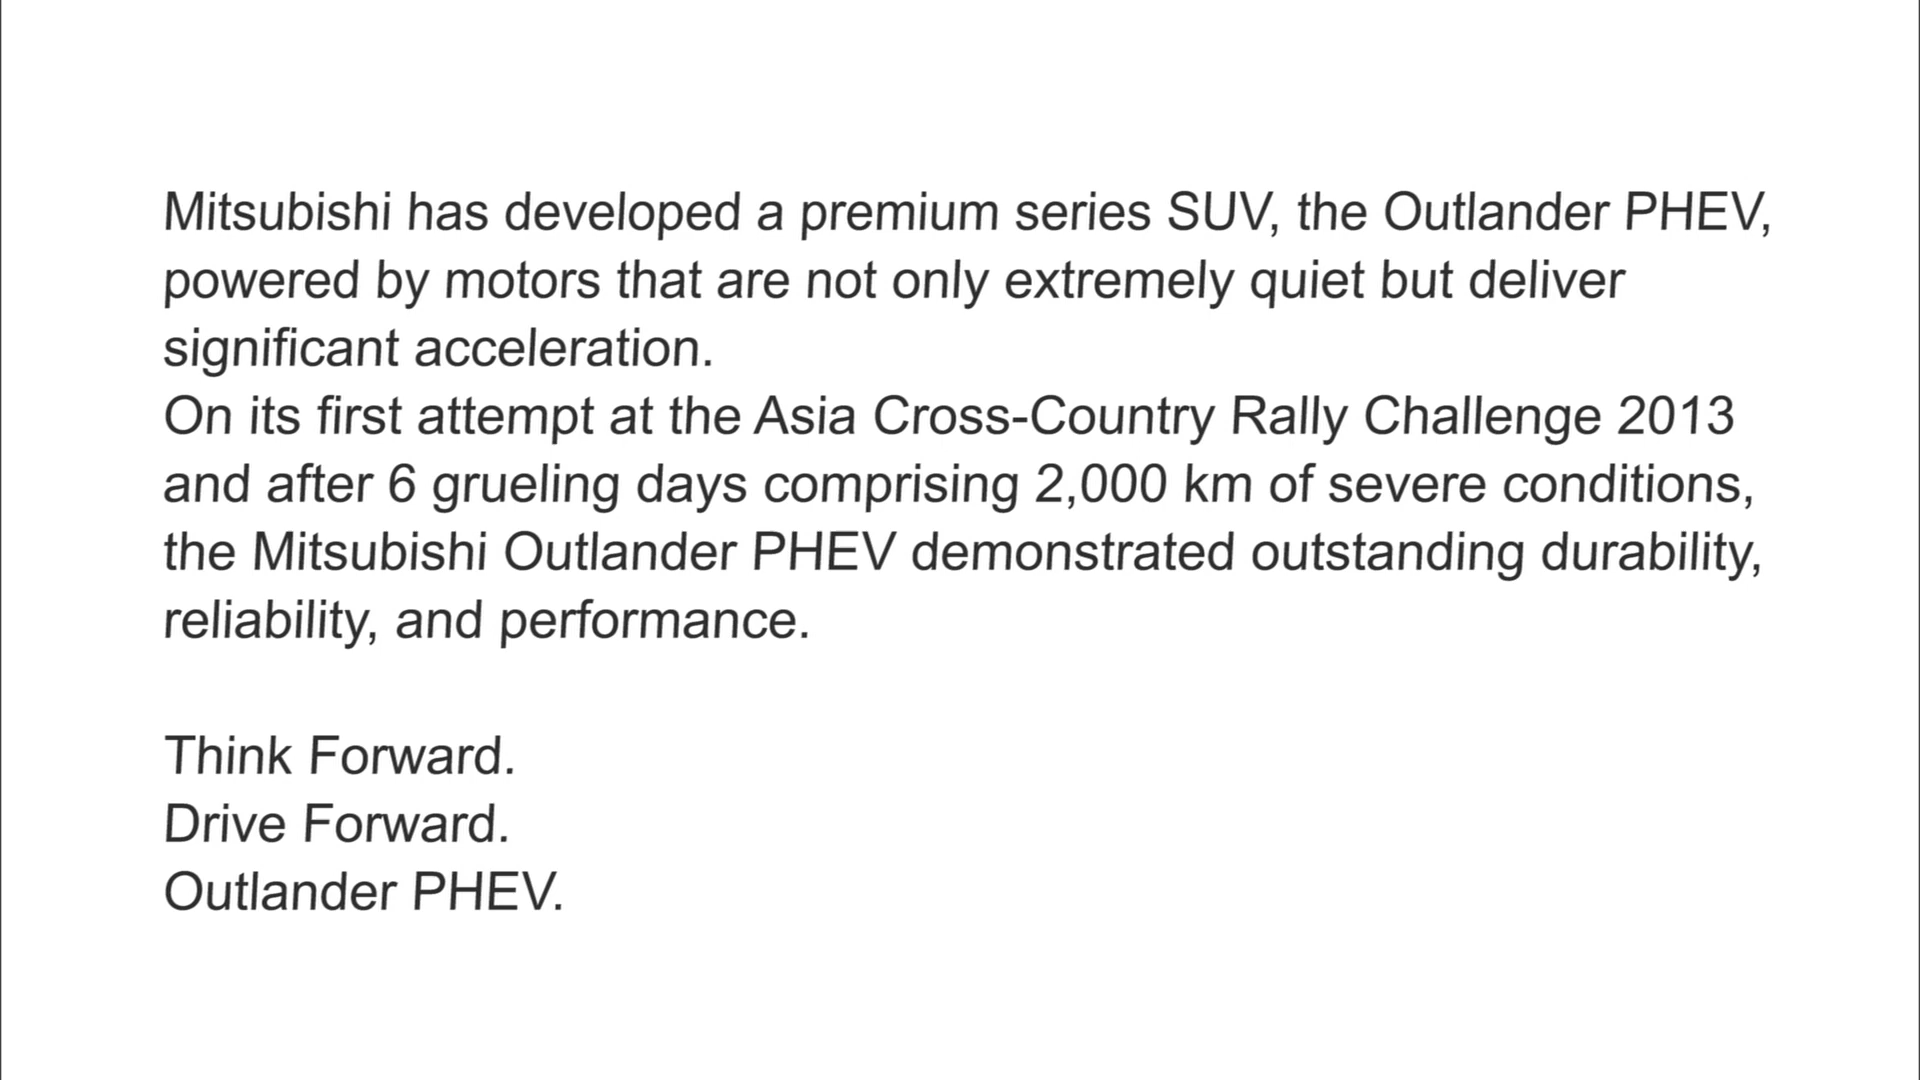 Mitsubishi has developed a premium series SUV, the Outlander PHEV,
powered by motors that are not only extremely quiet but deliver
significant acceleration.
On its first attempt at the Asia Cross-Country Rally Challenge 2013
and after 6 grueling days comprising 2,000 km of severe conditions,
the Mitsubishi Outlander PHEV demonstrated outstanding durability,
reliability, and performance.
Think Forward.
Drive Forward.
Outlander PHEV.